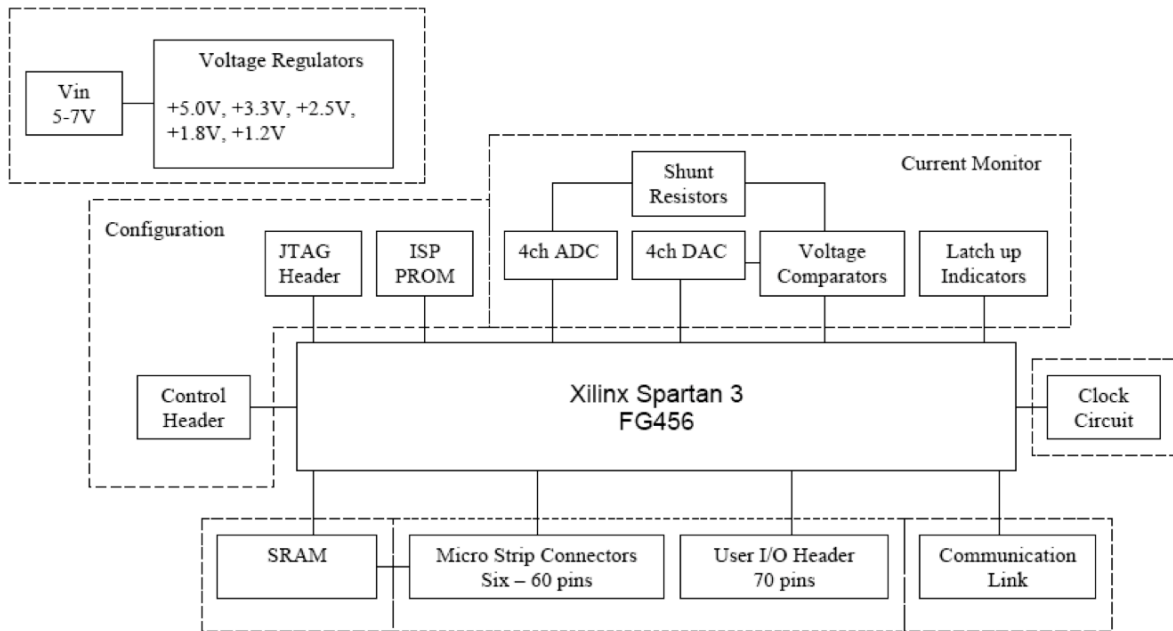 Vin
5-7V
Voltage Regulators
+5.0V, +3.3V, +2.5V,
+1.8V, +1.2V
Current Monitor
Shunt
Resistors
Configuration
JTAG
Header
ISP
PROM
4ch ADC
4ch DAC
Voltage
Comparators
Latch up
Indicators
Control
Header
Xilinx Spartan 3
FG456
Clock
Circuit
SRAM
Micro Strip Connectors
Six – 60 pins
User I/O Header
70 pins
Communication
Link